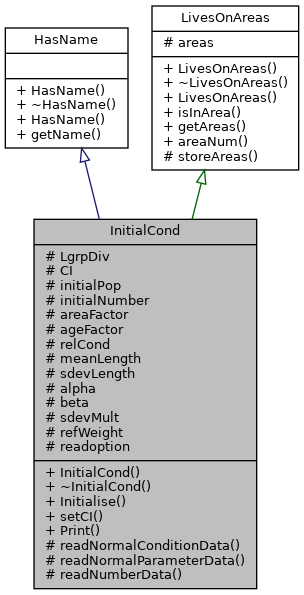 HasName
+ HasName()
+ ~HasName()
+ HasName()
+ getName()
LivesOnAreas
# areas
+ LivesOnAreas()
+ ~LivesOnAreas()
+ LivesOnAreas()
+ isInArea()
+ getAreas()
+ areaNum()
# storeAreas()
InitialCond
# LgrpDiv
# CI
# initialPop
# initialNumber
# areaFactor
# ageFactor
# relCond
# meanLength
# sdevLength
# alpha
# beta
# sdevMult
# refWeight
# readoption
+ InitialCond()
+ ~InitialCond()
+ Initialise()
+ setCI()
+ Print()
# readNormalConditionData()
# readNormalParameterData()
# readNumberData()